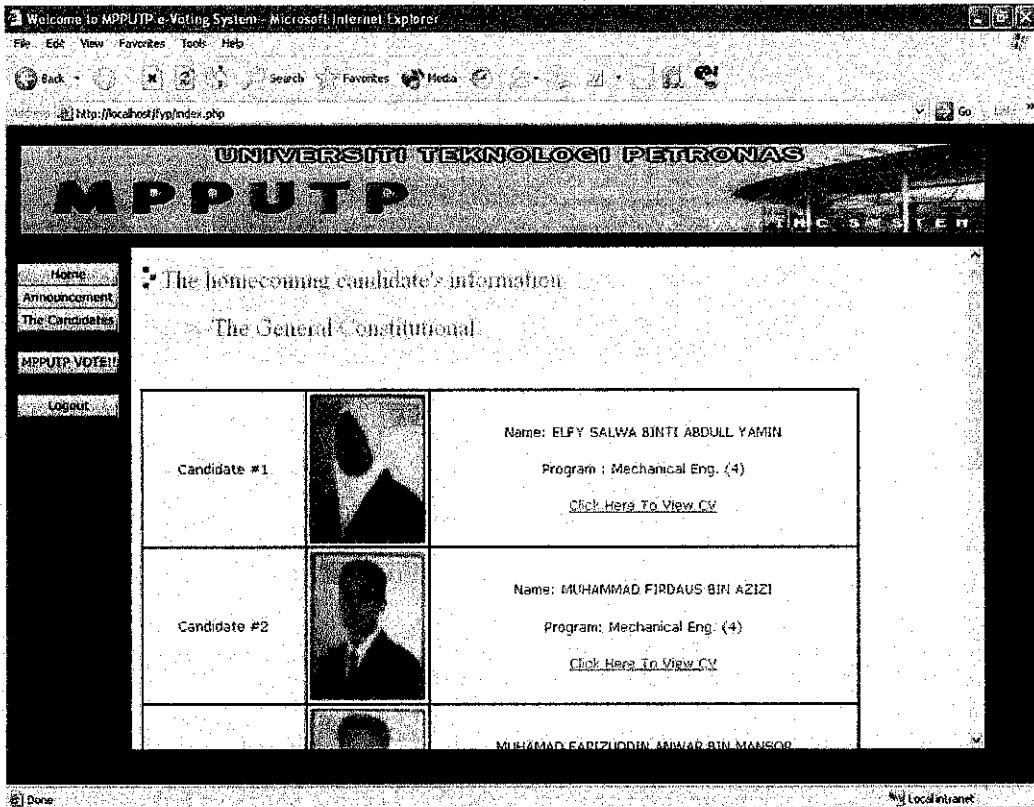 Welcome to MPPUTP e-Voting System - Microsoft Internet Explorer
File Edit View Favorites Tools Help
Back Search Favorites Media
http://localhost/fyp/index.php Go
UNIVERSITI TEKNOLOGI PETRONAS
MPPUTP
Home
Announcement
The Candidates
MPPUTP VOTE!!
Logout
The homecoming candidate's information
The General Constitutional
Candidate #1
Name: ELFY SALWA BINTI ABDULL YAMIN
Program : Mechanical Eng. (4)
Click Here To View CV
Candidate #2
Name: MUHAMMAD FIRDAUS BIN AZIZI
Program: Mechanical Eng. (4)
Click Here To View CV
MUHAMAD FARIZUDDIN ANWAR BIN MANSOR
Done
Local intranet